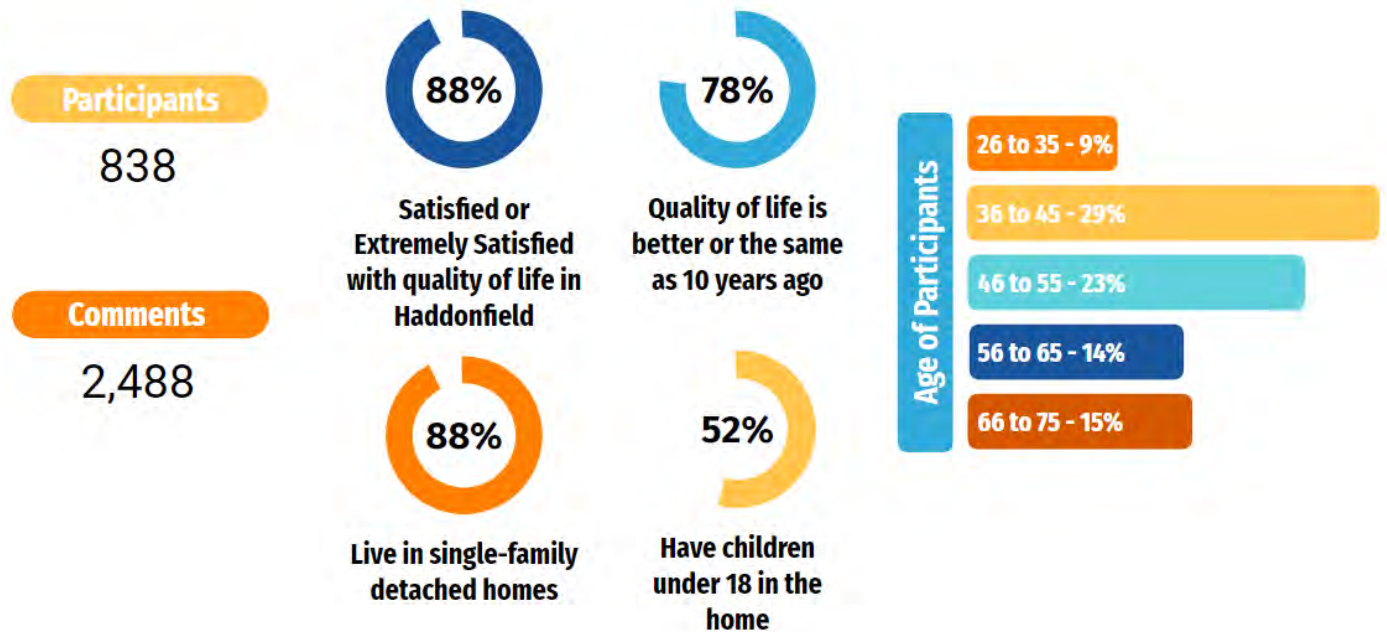 Participants
838
Comments
2,488
88%
Satisfied or
Extremely Satisfied
with quality of life in
Haddonfield
78%
Quality of life is
better or the same
as 10 years ago
88%
Live in single-family
detached homes
52%
Have children
under 18 in the
home
Age of Participants
26 to 35 - 9%
36 to 45 - 29%
46 to 55 - 23%
56 to 65 - 14%
66 to 75 - 15%